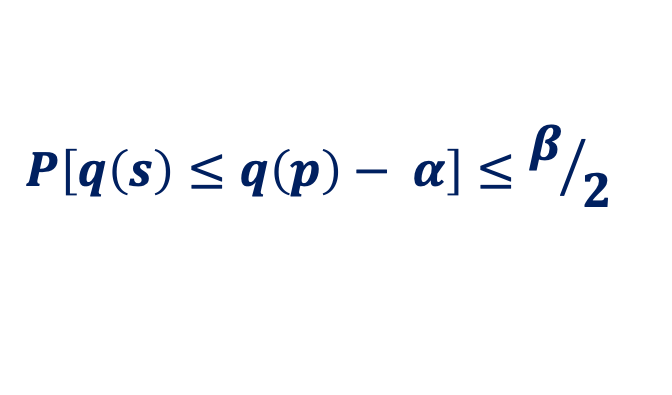 P[q(s) ≤ q(p) − α] ≤ β/2